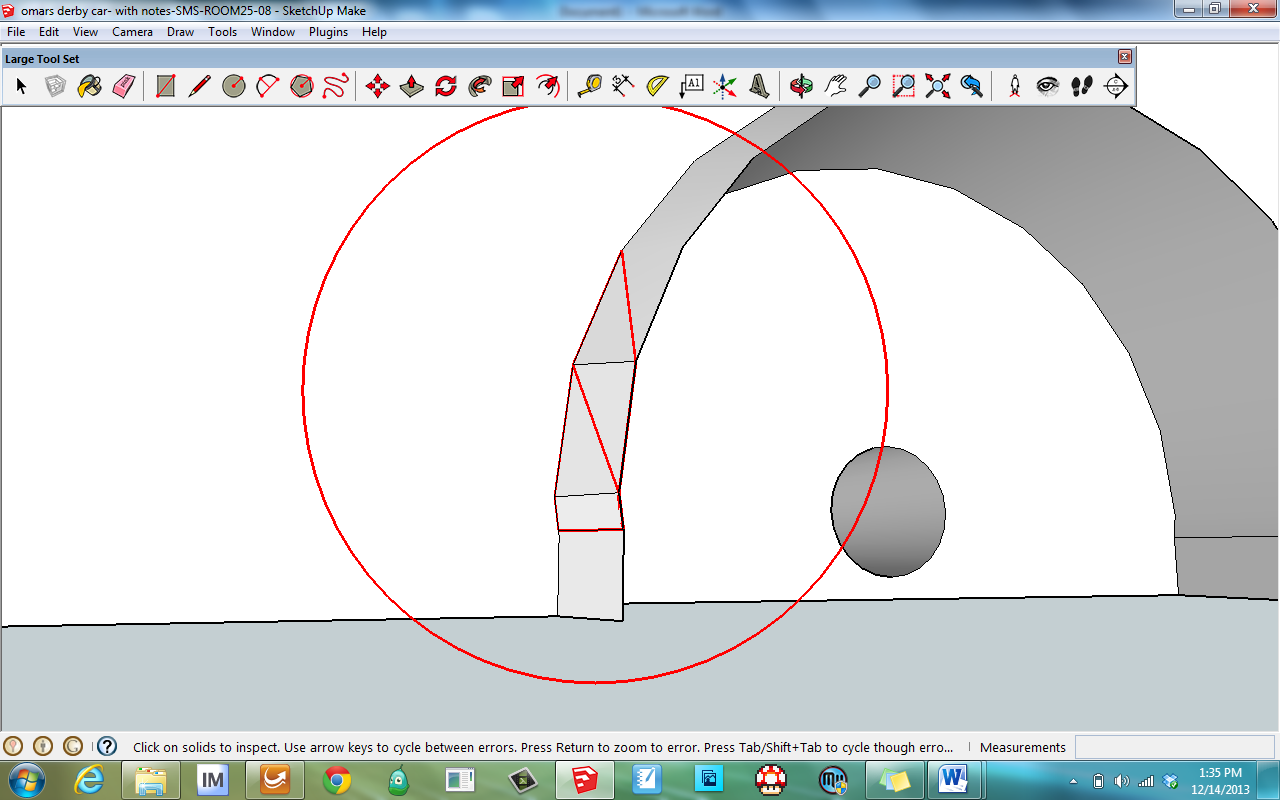 omars derby car- with notes-SMS-ROOM25-08 - SketchUp Make
File Edit View Camera Draw Tools Window Plugins Help
Large Tool Set
A1
Click on solids to inspect. Use arrow keys to cycle between errors. Press Return to zoom to error. Press Tab/Shift+Tab to cycle though erro... Measurements
IM
W
1:35 PM
12/14/2013